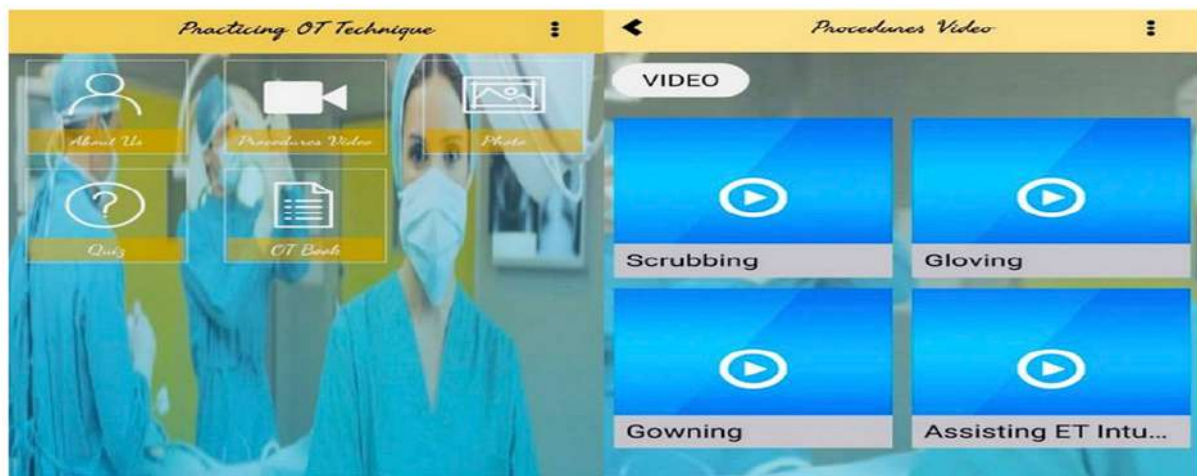 Practicing OT Technique
About Us
Procedures Video
Photo
Quiz
OT Book
Procedures Video
VIDEO
Scrubbing
Gloving
Gowning
Assisting ET Intu...